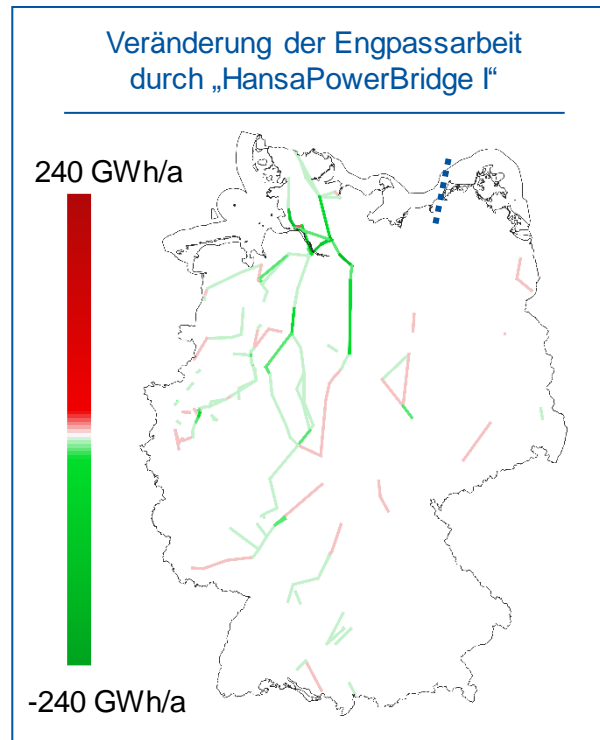 Veränderung der Engpassarbeit
durch „HansaPowerBridge I“
240 GWh/a
-240 GWh/a